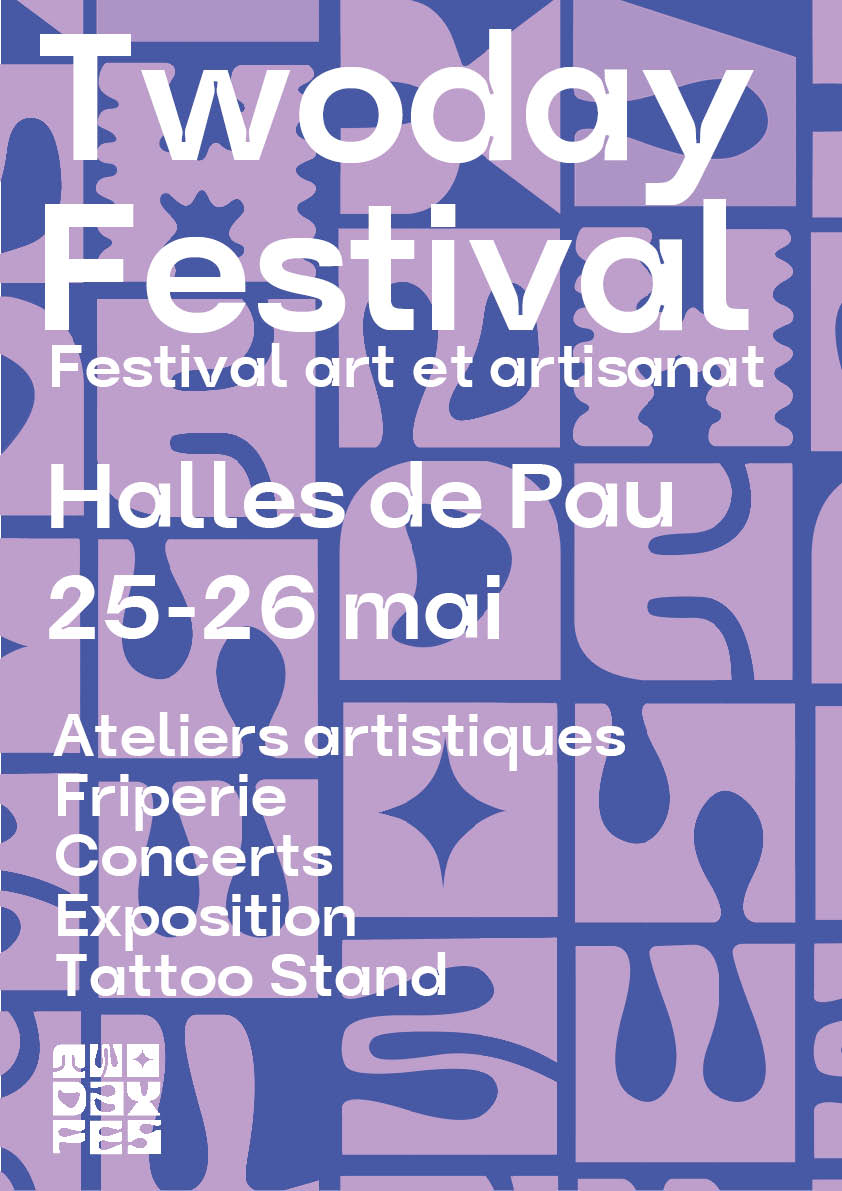 Twoday
Festival
Festival art et artisanat
Halles de Pau
25-26 mai
Ateliers artistiques
Friperie
Concerts
Exposition
Tattoo Stand